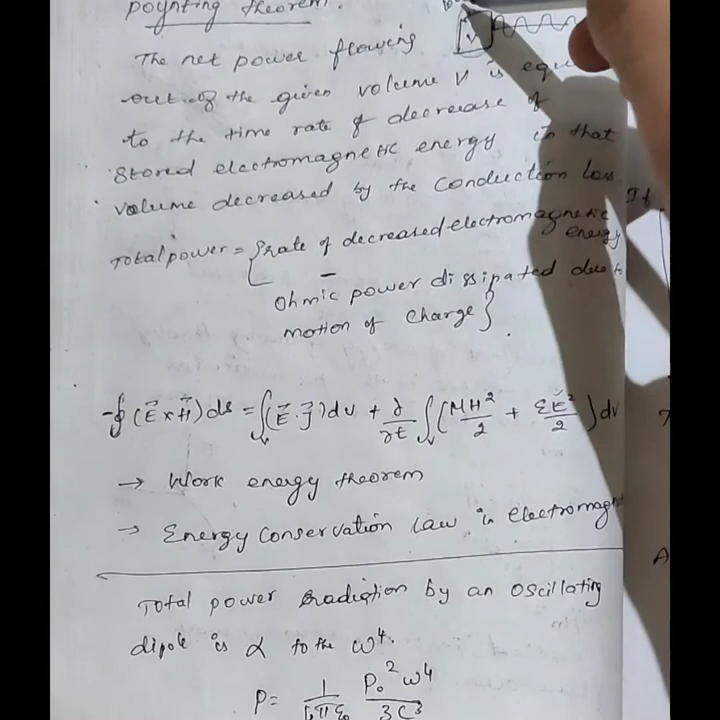 poynting theorem.
The net power flowing
out of the given volume V is equ
to the time rate of decrease of
Stored electromagnetic energy in that
volume decreased by the conduction loss
Total power = {rate of decreased electromagnetic
energy
-
Ohmic power dissipated due to
motion of charge}.
-∮(E⃗ × H⃗) ds = ∫ᵥ(E⃗.J⃗)dv + ∂/∂t ∫ᵥ(μH²/2 + εE²/2)dv
→ Work energy theorem
→ Energy conservation law in electromagn
Total power radiation by an oscillating
dipole is α to the ω⁴.
P= 1/4πε₀ P₀²ω⁴/3C³